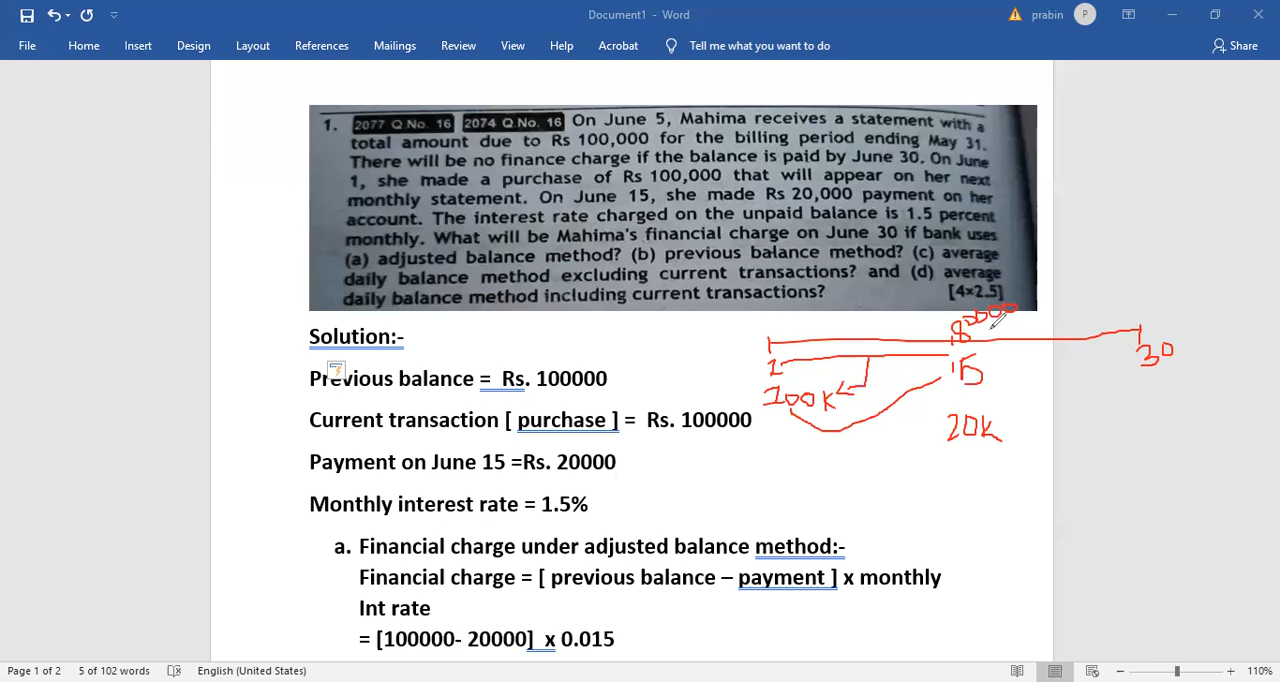 Document1 - Word
prabin
P
File Home Insert Design Layout References Mailings Review View Help Acrobat Tell me what you want to do Share
1. 2077 Q.No. 16 2074 Q.No. 16 On June 5, Mahima receives a statement with a
total amount due to Rs 100,000 for the billing period ending May 31.
There will be no finance charge if the balance is paid by June 30. On June
1, she made a purchase of Rs 100,000 that will appear on her next
monthly statement. On June 15, she made Rs 20,000 payment on her
account. The interest rate charged on the unpaid balance is 1.5 percent
monthly. What will be Mahima's financial charge on June 30 if bank uses
(a) adjusted balance method? (b) previous balance method? (c) average
daily balance method excluding current transactions? and (d) average
daily balance method including current transactions? [4×2.5]
Solution:-
80000
1
30
15
100K
20K
Previous balance = Rs. 100000
Current transaction [ purchase ] = Rs. 100000
Payment on June 15 =Rs. 20000
Monthly interest rate = 1.5%
a. Financial charge under adjusted balance method:-
Financial charge = [ previous balance – payment ] x monthly
Int rate
= [100000- 20000] x 0.015
Page 1 of 2 5 of 102 words English (United States) 110%